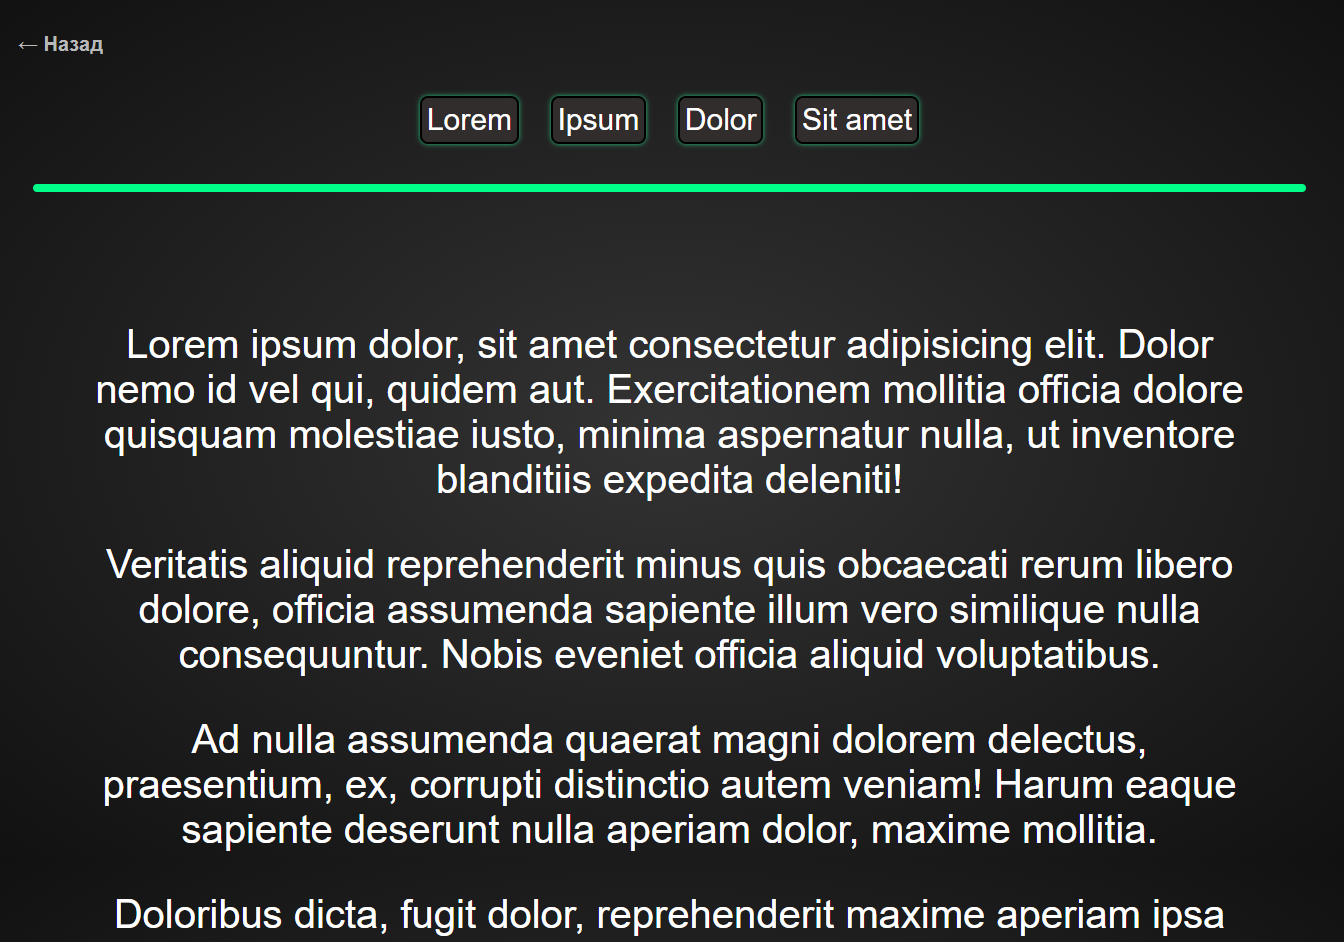 ← Назад
Lorem Ipsum Dolor Sit amet
Lorem ipsum dolor, sit amet consectetur adipisicing elit. Dolor
nemo id vel qui, quidem aut. Exercitationem mollitia officia dolore
quisquam molestiae iusto, minima aspernatur nulla, ut inventore
blanditiis expedita deleniti!
Veritatis aliquid reprehenderit minus quis obcaecati rerum libero
dolore, officia assumenda sapiente illum vero similique nulla
consequuntur. Nobis eveniet officia aliquid voluptatibus.
Ad nulla assumenda quaerat magni dolorem delectus,
praesentium, ex, corrupti distinctio autem veniam! Harum eaque
sapiente deserunt nulla aperiam dolor, maxime mollitia.
Doloribus dicta, fugit dolor, reprehenderit maxime aperiam ipsa